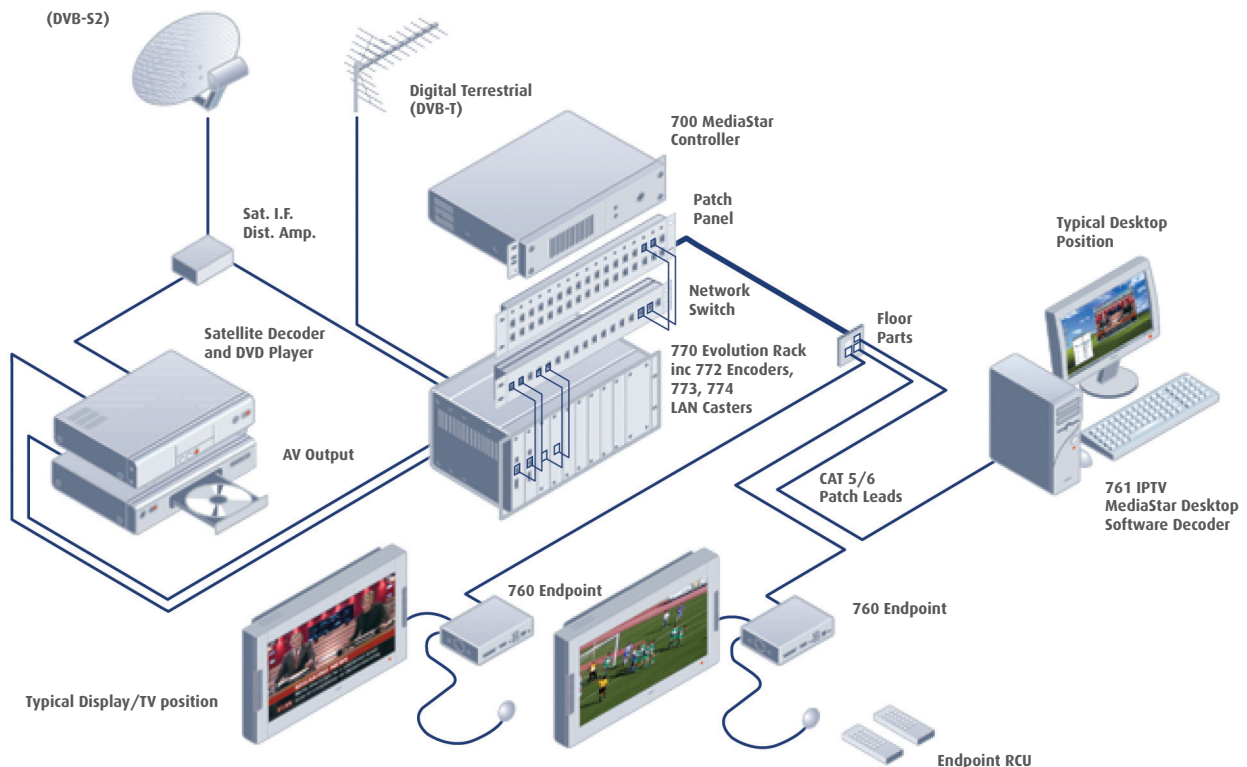 (DVB-S2)
Digital Terrestrial
(DVB-T)
700 MediaStar
Controller
Patch
Panel
Sat. I.F.
Dist. Amp.
Typical Desktop
Position
Network
Switch
Floor
Parts
Satellite Decoder
and DVD Player
770 Evolution Rack
inc 772 Encoders,
773, 774
LAN Casters
AV Output
CAT 5/6
Patch Leads
761 IPTV
MediaStar Desktop
Software Decoder
760 Endpoint
760 Endpoint
Typical Display/TV position
Endpoint RCU